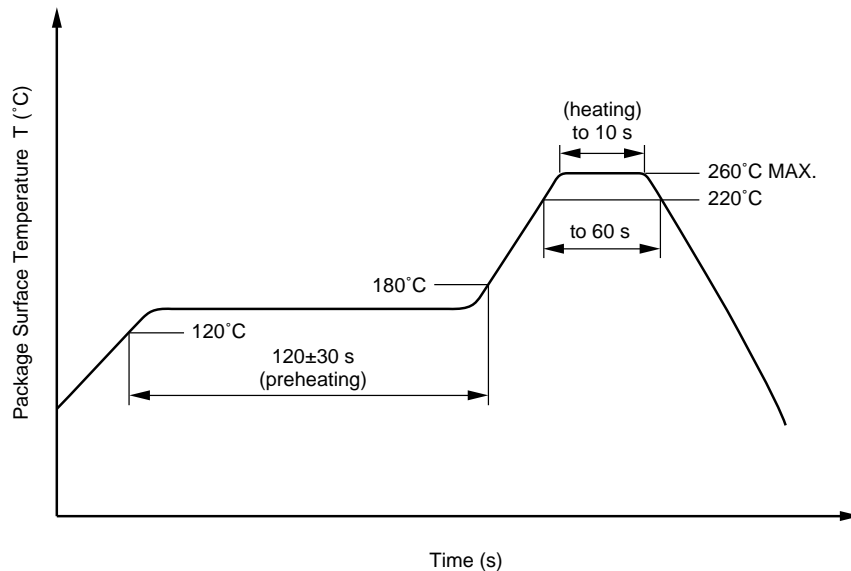 Package Surface Temperature T (˚C)
(heating)
to 10 s
260˚C MAX.
220˚C
to 60 s
180˚C
120˚C
120±30 s
(preheating)
Time (s)